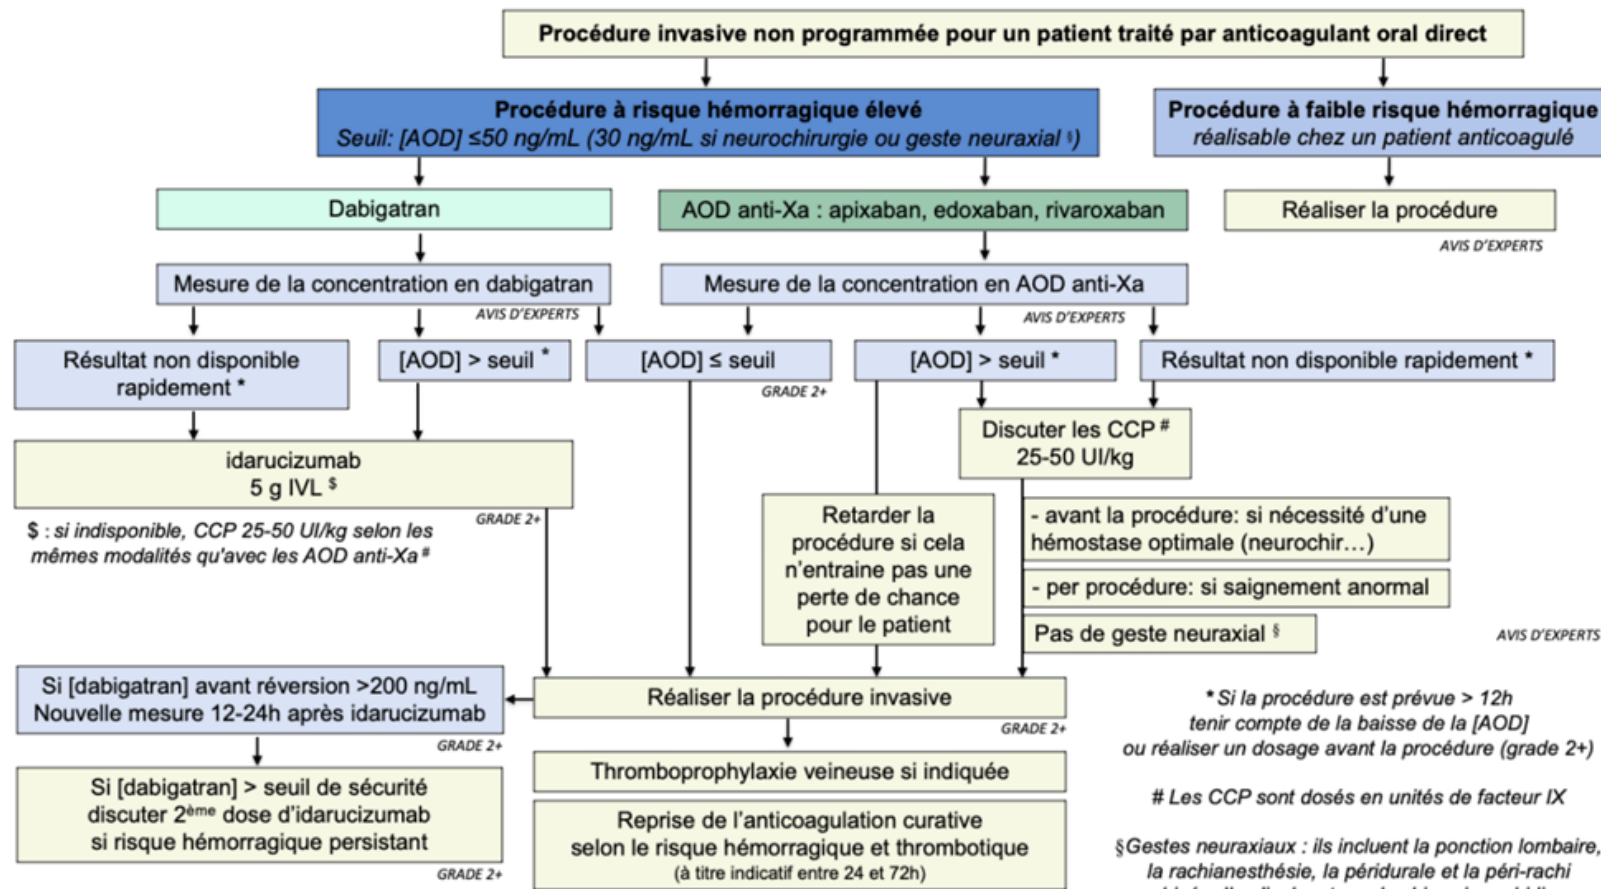 Procédure invasive non programmée pour un patient traité par anticoagulant oral direct
Procédure à risque hémorragique élevé
Seuil: [AOD] ≤50 ng/mL (30 ng/mL si neurochirurgie ou geste neuraxial §)
Procédure à faible risque hémorragique
réalisable chez un patient anticoagulé
Dabigatran
AOD anti-Xa : apixaban, edoxaban, rivaroxaban
Réaliser la procédure
AVIS D'EXPERTS
Mesure de la concentration en dabigatran
AVIS D'EXPERTS
Mesure de la concentration en AOD anti-Xa
AVIS D'EXPERTS
Résultat non disponible
rapidement *
[AOD] > seuil *
[AOD] ≤ seuil
GRADE 2+
[AOD] > seuil *
Résultat non disponible rapidement *
idarucizumab
5 g IVL $
GRADE 2+
$ : si indisponible, CCP 25-50 UI/kg selon les
mêmes modalités qu'avec les AOD anti-Xa #
Discuter les CCP #
25-50 UI/kg
Retarder la
procédure si cela
n'entraine pas une
perte de chance
pour le patient
- avant la procédure: si nécessité d'une
hémostase optimale (neurochir…)
- per procédure: si saignement anormal
Pas de geste neuraxial §
AVIS D'EXPERTS
Si [dabigatran] avant réversion >200 ng/mL
Nouvelle mesure 12-24h après idarucizumab
GRADE 2+
Réaliser la procédure invasive
GRADE 2+
Si [dabigatran] > seuil de sécurité
discuter 2ème dose d'idarucizumab
si risque hémorragique persistant
GRADE 2+
Thromboprophylaxie veineuse si indiquée
Reprise de l'anticoagulation curative
selon le risque hémorragique et thrombotique
(à titre indicatif entre 24 et 72h)
* Si la procédure est prévue > 12h
tenir compte de la baisse de la [AOD]
ou réaliser un dosage avant la procédure (grade 2+)
# Les CCP sont dosés en unités de facteur IX
§Gestes neuraxiaux : ils incluent la ponction lombaire,
la rachianesthésie, la péridurale et la péri-rachi